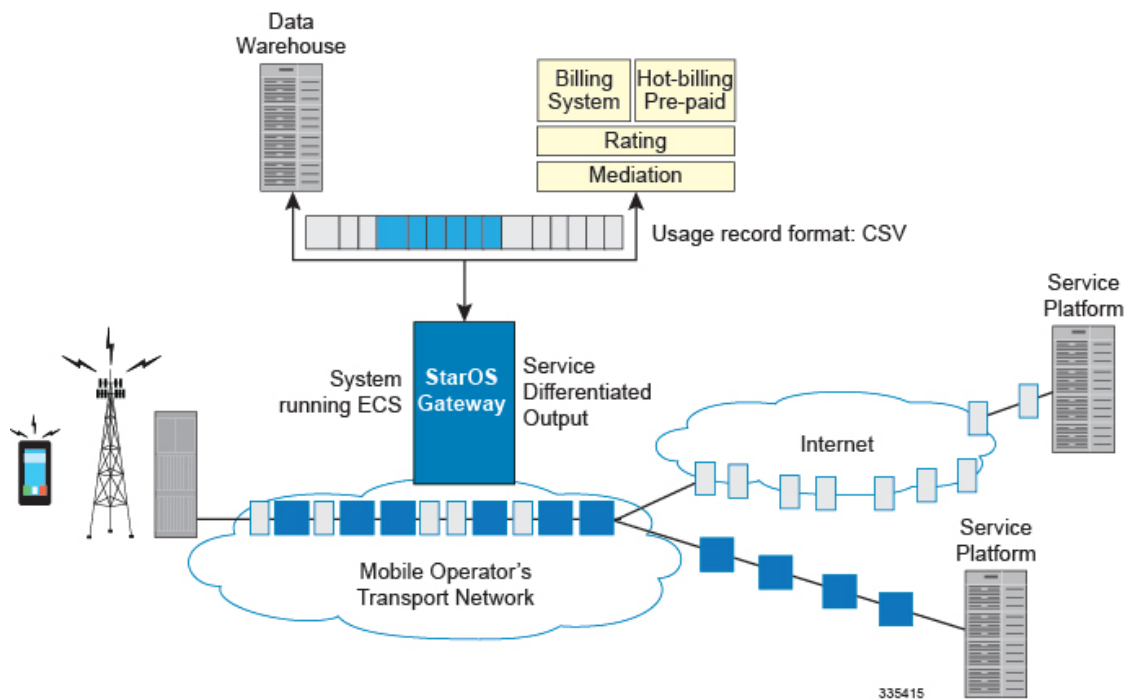 Data
Warehouse
Billing
System
Hot-billing
Pre-paid
Rating
Mediation
Usage record format: CSV
Service
Platform
System
running ECS
StarOS
Gateway
Service
Differentiated
Output
Internet
Mobile Operator's
Transport Network
Service
Platform
335415